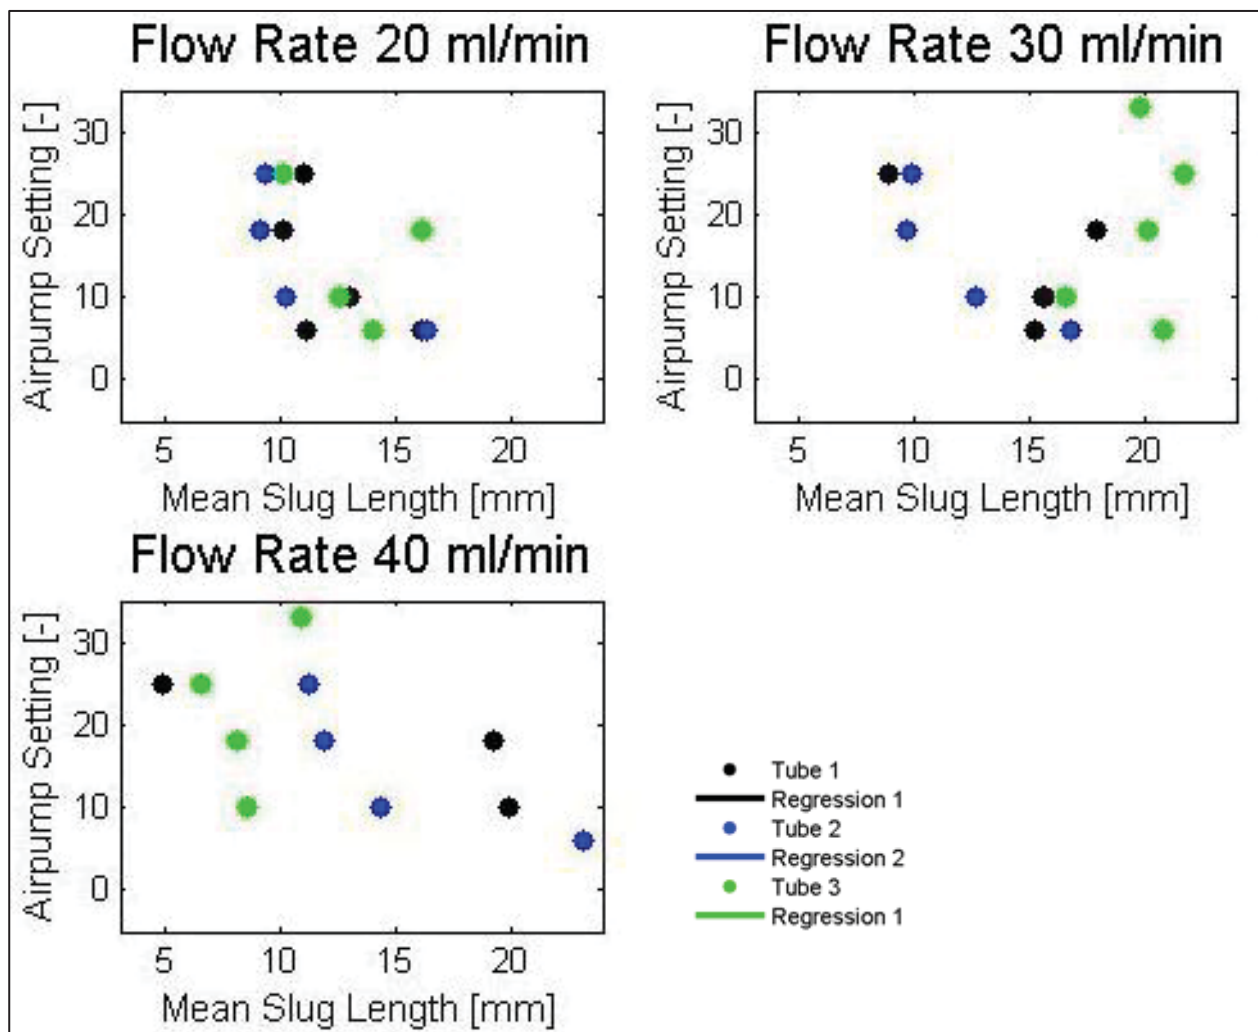 Flow Rate 20 ml/min
Airpump Setting [-]
30
20
10
0
5 10 15 20
Mean Slug Length [mm]
Flow Rate 30 ml/min
Airpump Setting [-]
30
20
10
0
5 10 15 20
Mean Slug Length [mm]
Flow Rate 40 ml/min
Airpump Setting [-]
30
20
10
0
5 10 15 20
Mean Slug Length [mm]
Tube 1
Regression 1
Tube 2
Regression 2
Tube 3
Regression 1